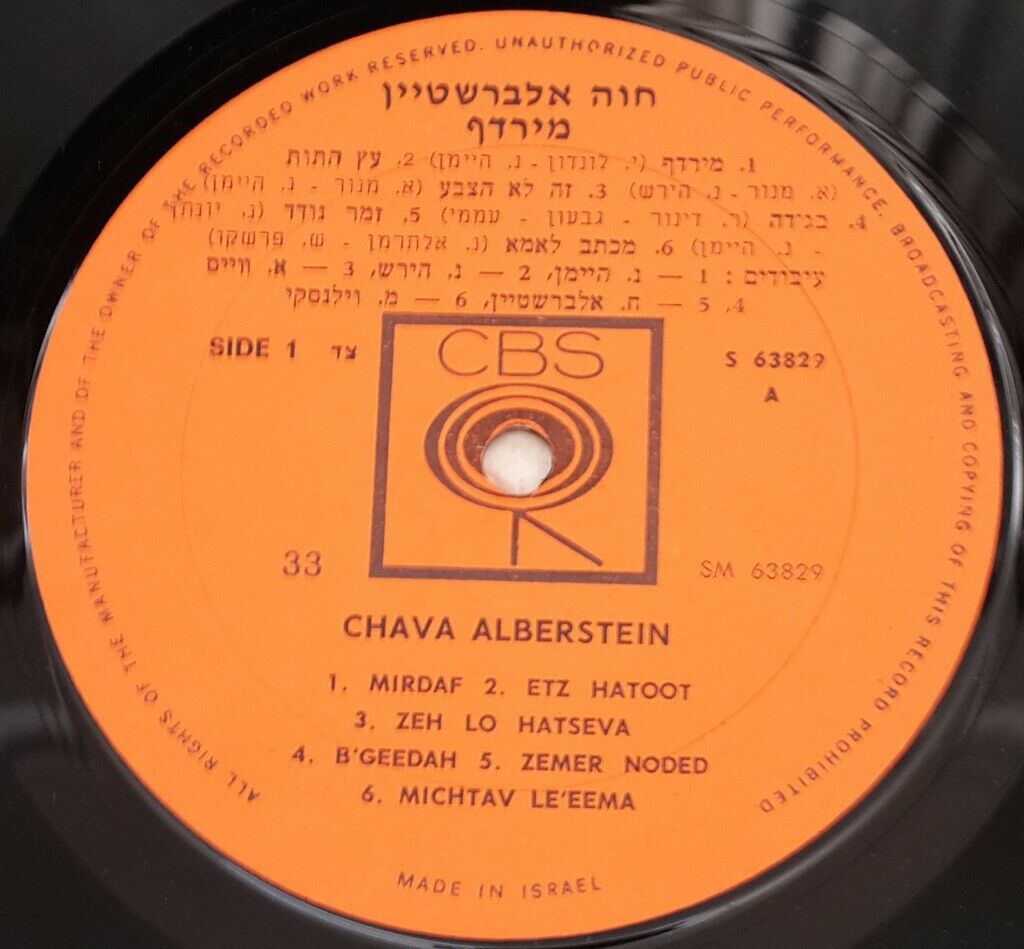 ALL RIGHTS OF THE MANUFACTURER AND OF THE OWNER OF THE RECORDED WORK RESERVED. UNAUTHORIZED PUBLIC PERFORMANCE, BROADCASTING AND COPYING OF THIS RECORD PROHIBITED.
חוה אלברשטיין
מירדף
1. מירדף (י. לונדון - נ. היימן) 2. עץ התות
(א. מנור - נ. הירש) 3. זה לא הצבע (א. מנור - נ. היימן)
4. בגידה (ר. דינור - גבעון - עממי) 5. זמר נודד (נ. יונתן
- נ. היימן) 6. מכתב לאמא (נ. אלתרמן - ש. פרשקו)
עיבודים: 1 — נ. היימן, 2 — נ. הירש, 3 — א. וויים
4, 5 — ח. אלברשטיין, 6 — מ. וילנסקי
SIDE 1 צד
CBS
S 63829
A
33
SM 63829
CHAVA ALBERSTEIN
1. MIRDAF 2. ETZ HATOOT
3. ZEH LO HATSEVA
4. B'GEEDAH 5. ZEMER NODED
6. MICHTAV LE'EEMA
MADE IN ISRAEL